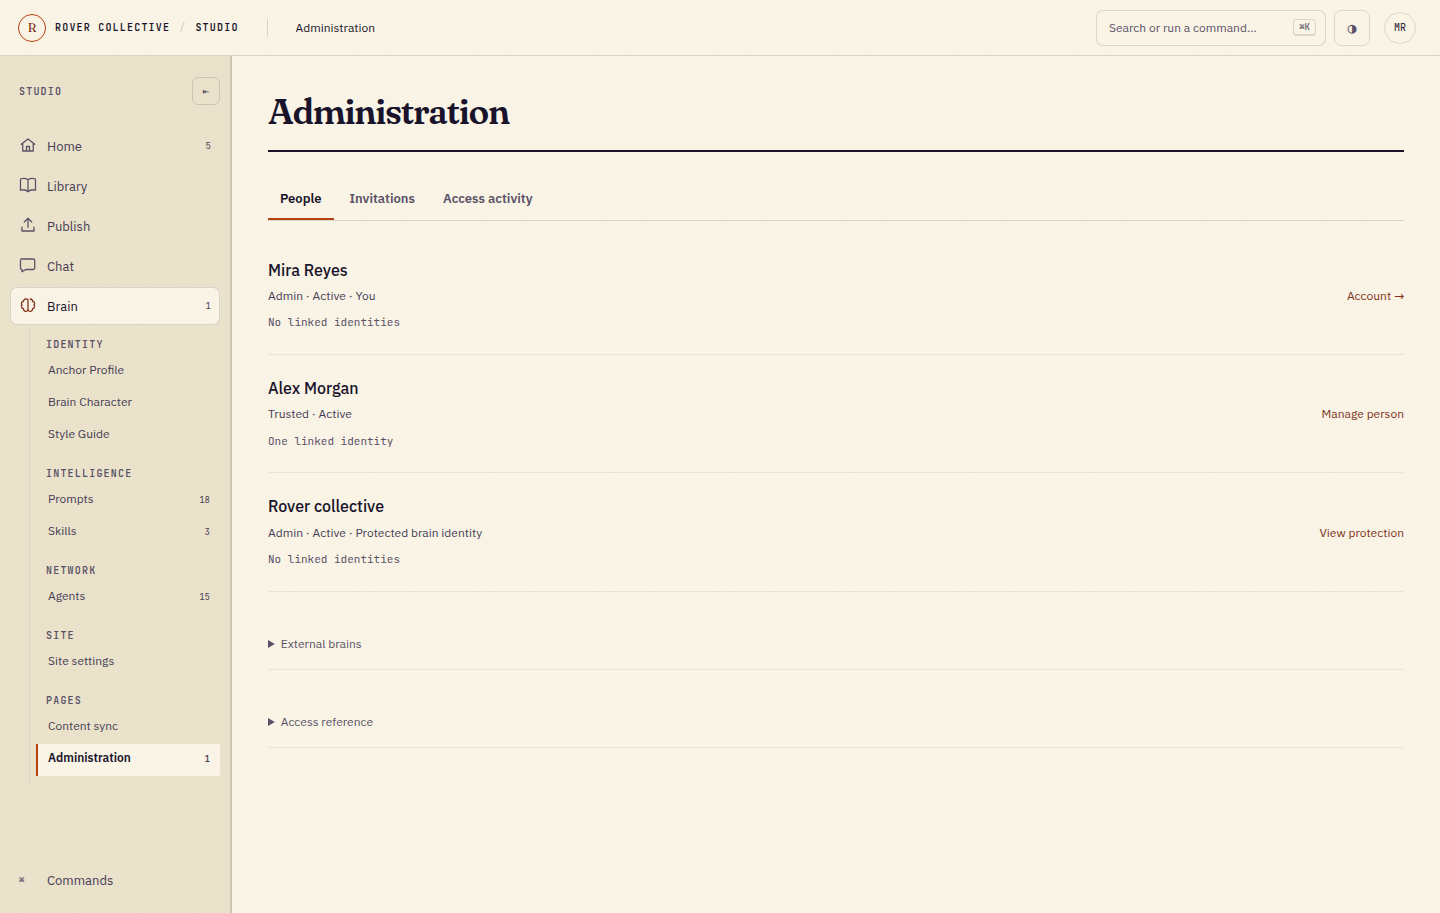 R ROVER COLLECTIVE / STUDIO Administration Search or run a command... ⌘K ◑ MR
STUDIO ⇤
Home 5
Library
Publish
Chat
Brain 1
IDENTITY
Anchor Profile
Brain Character
Style Guide
INTELLIGENCE
Prompts 18
Skills 3
NETWORK
Agents 15
SITE
Site settings
PAGES
Content sync
Administration 1
⌘ Commands
Administration
People Invitations Access activity
Mira Reyes
Admin · Active · You Account →
No linked identities
Alex Morgan
Trusted · Active Manage person
One linked identity
Rover collective
Admin · Active · Protected brain identity View protection
No linked identities
▶ External brains
▶ Access reference